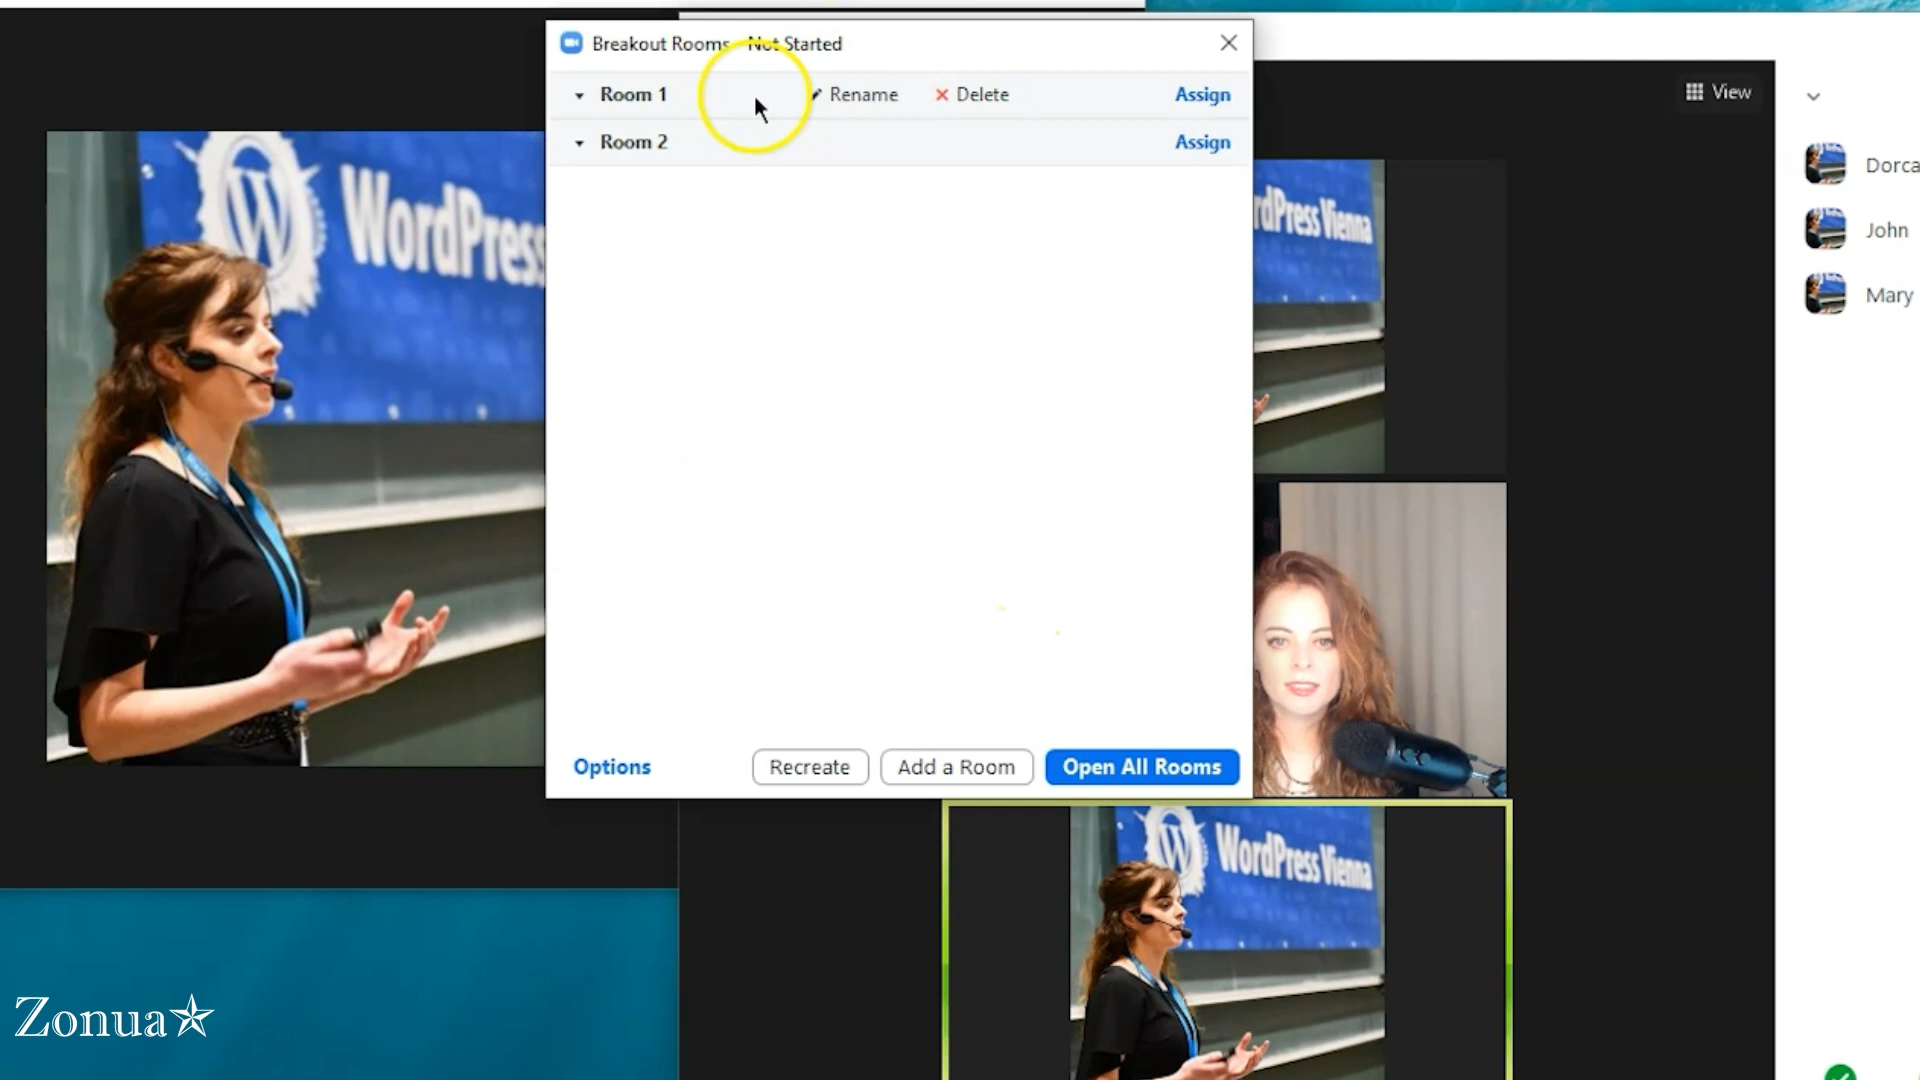 Breakout Rooms - Not Started
Room 1
Rename
Delete
Assign
Room 2
Assign
View
WordPress
rdPress Vienna
Dorca
John
Mary
Options
Recreate
Add a Room
Open All Rooms
WordPress Vienna
Zonua